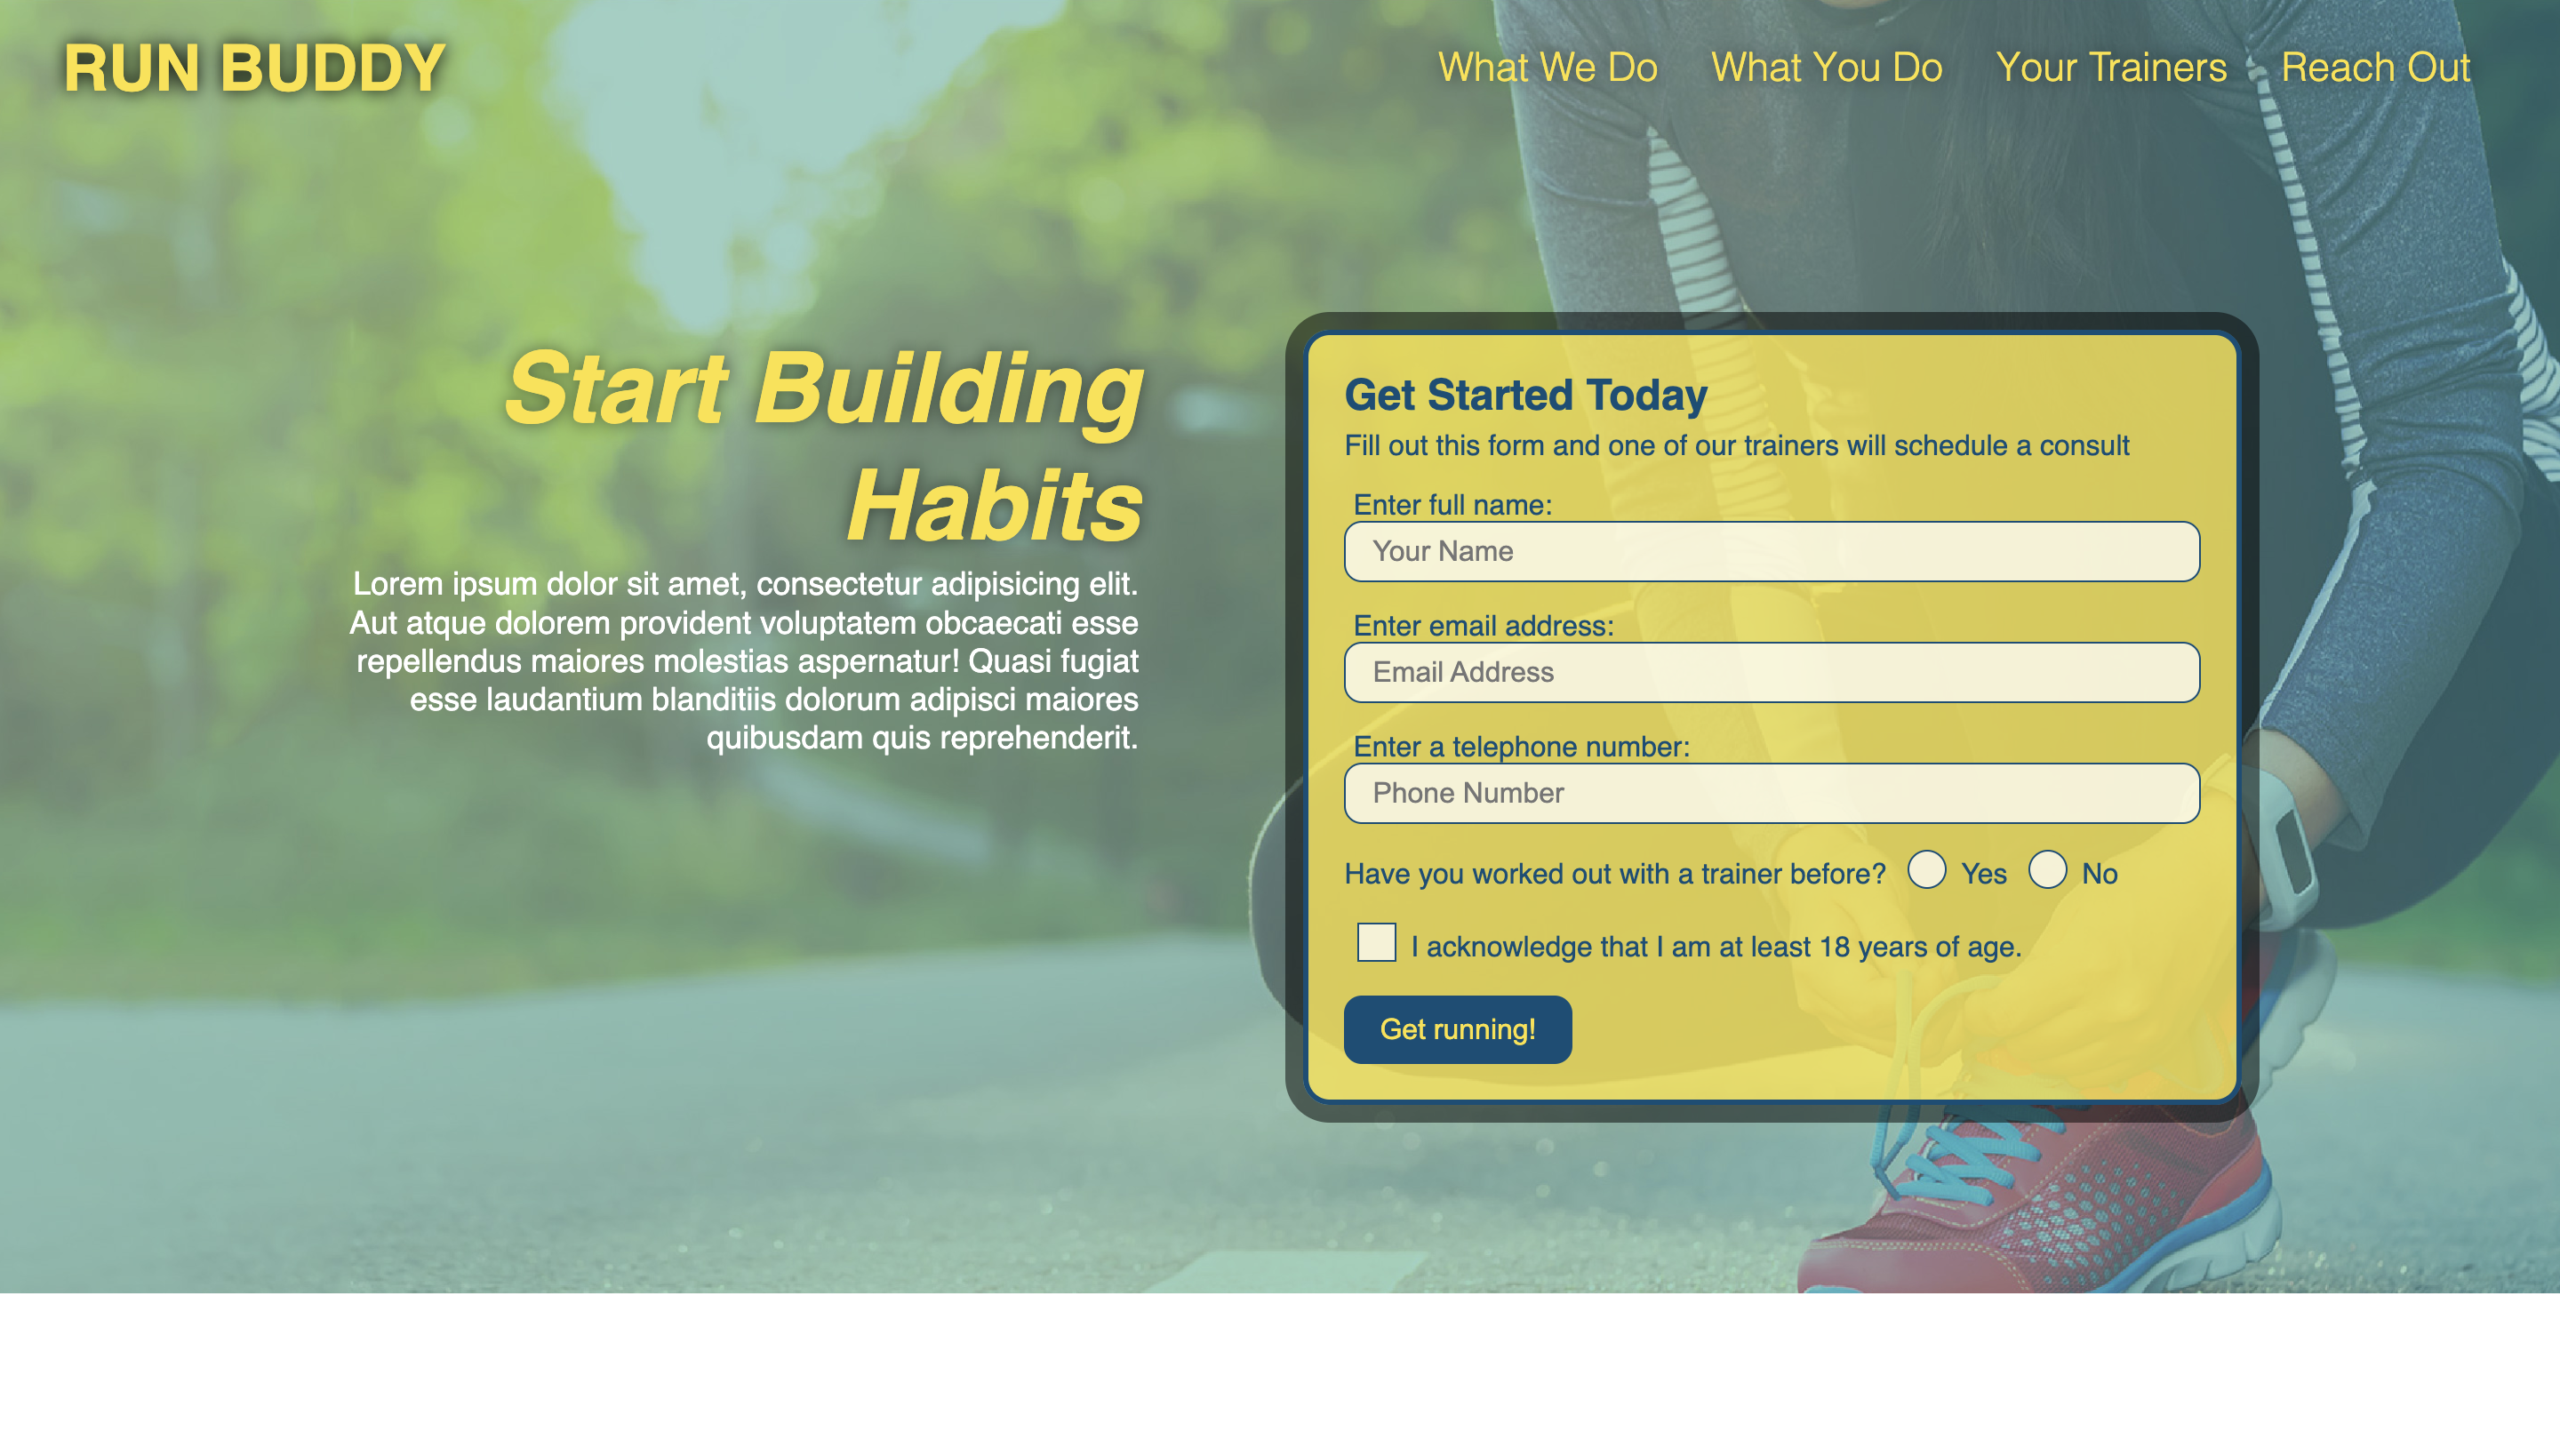 RUN BUDDY
What We Do What You Do Your Trainers Reach Out
Start Building
Habits
Lorem ipsum dolor sit amet, consectetur adipisicing elit.
Aut atque dolorem provident voluptatem obcaecati esse
repellendus maiores molestias aspernatur! Quasi fugiat
esse laudantium blanditiis dolorum adipisci maiores
quibusdam quis reprehenderit.
Get Started Today
Fill out this form and one of our trainers will schedule a consult
Enter full name:
Your Name
Enter email address:
Email Address
Enter a telephone number:
Phone Number
Have you worked out with a trainer before? Yes No
I acknowledge that I am at least 18 years of age.
Get running!